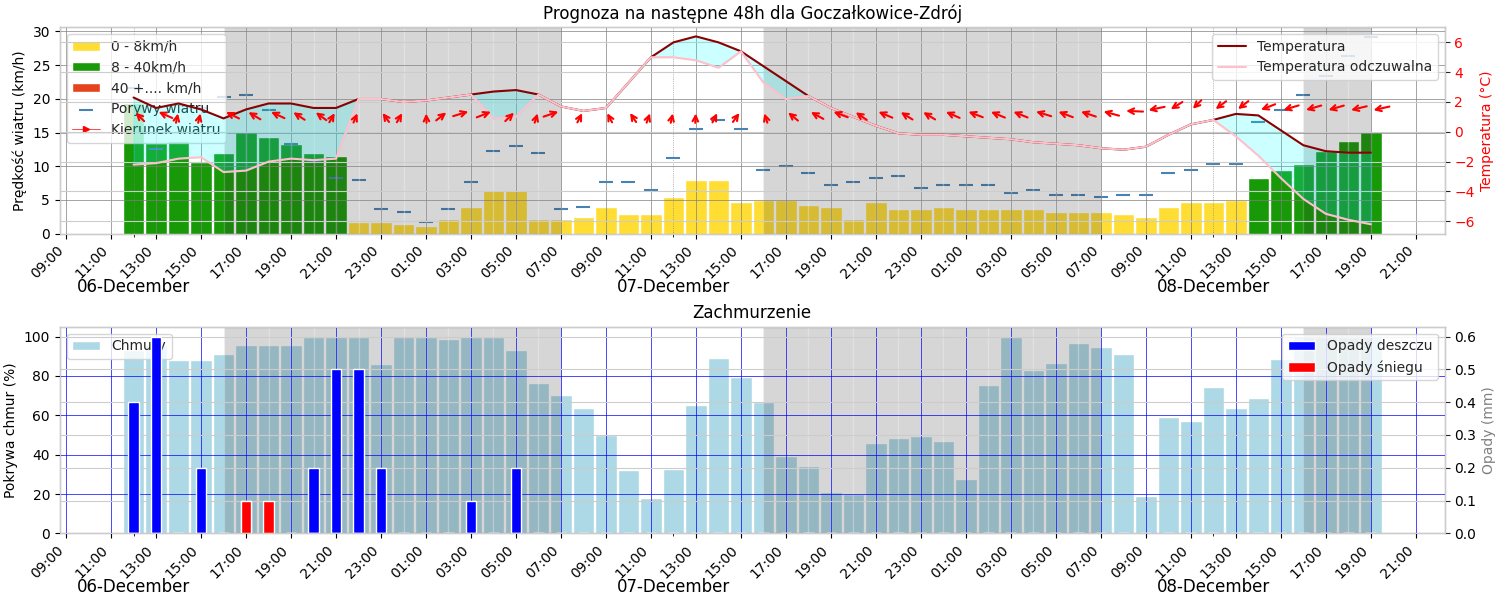 Prognoza na następne 48h dla Goczałkowice-Zdrój
Prędkość wiatru (km/h)
30
25
20
15
10
5
0
0 - 8km/h
8 - 40km/h
40 +.... km/h
Porywy wiatru
Kierunek wiatru
Temperatura
Temperatura odczuwalna
6
4
2
0
−2
−4
−6
Temperatura (°C)
09:00 11:00 13:00 15:00 17:00 19:00 21:00 23:00 01:00 03:00 05:00 07:00 09:00 11:00 13:00 15:00 17:00 19:00 21:00 23:00 01:00 03:00 05:00 07:00 09:00 11:00 13:00 15:00 17:00 19:00 21:00
06-December 07-December 08-December
Zachmurzenie
Pokrywa chmur (%)
100
80
60
40
20
0
Chmury
Opady deszczu
Opady śniegu
0.6
0.5
0.4
0.3
0.2
0.1
0.0
Opady (mm)
09:00 11:00 13:00 15:00 17:00 19:00 21:00 23:00 01:00 03:00 05:00 07:00 09:00 11:00 13:00 15:00 17:00 19:00 21:00 23:00 01:00 03:00 05:00 07:00 09:00 11:00 13:00 15:00 17:00 19:00 21:00
06-December 07-December 08-December